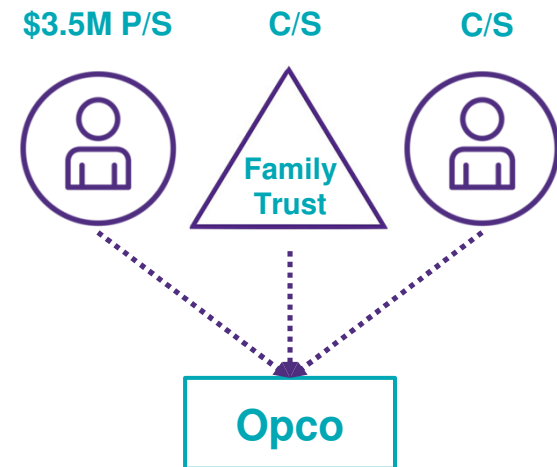 $3.5M P/S
C/S
C/S
Family
Trust
Opco